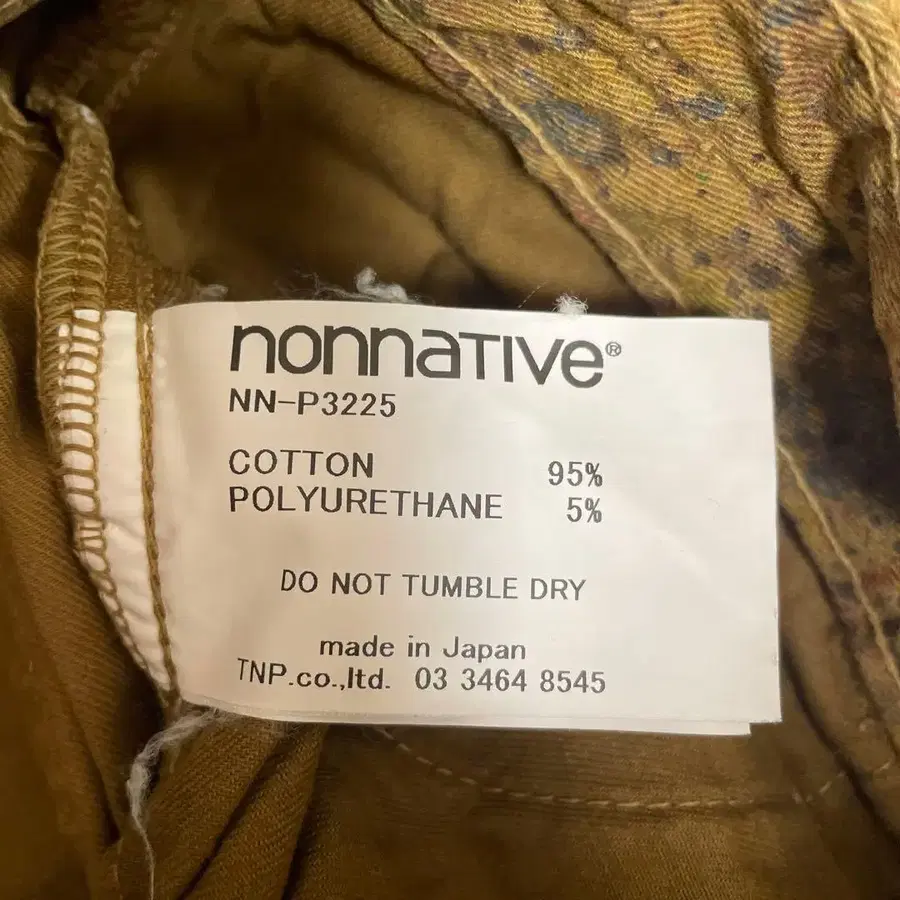 nonnative®
NN-P3225
COTTON 95%
POLYURETHANE 5%
DO NOT TUMBLE DRY
made in Japan
TNP.co.,ltd. 03 3464 8545